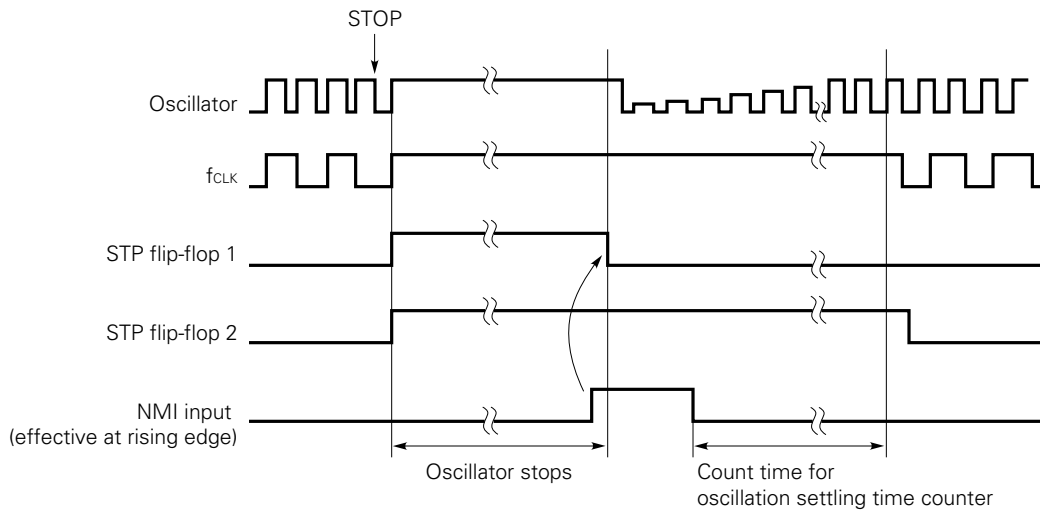 STOP
Oscillator
fCLK
STP flip-flop 1
STP flip-flop 2
NMI input
(effective at rising edge)
Oscillator stops
Count time for
oscillation settling time counter